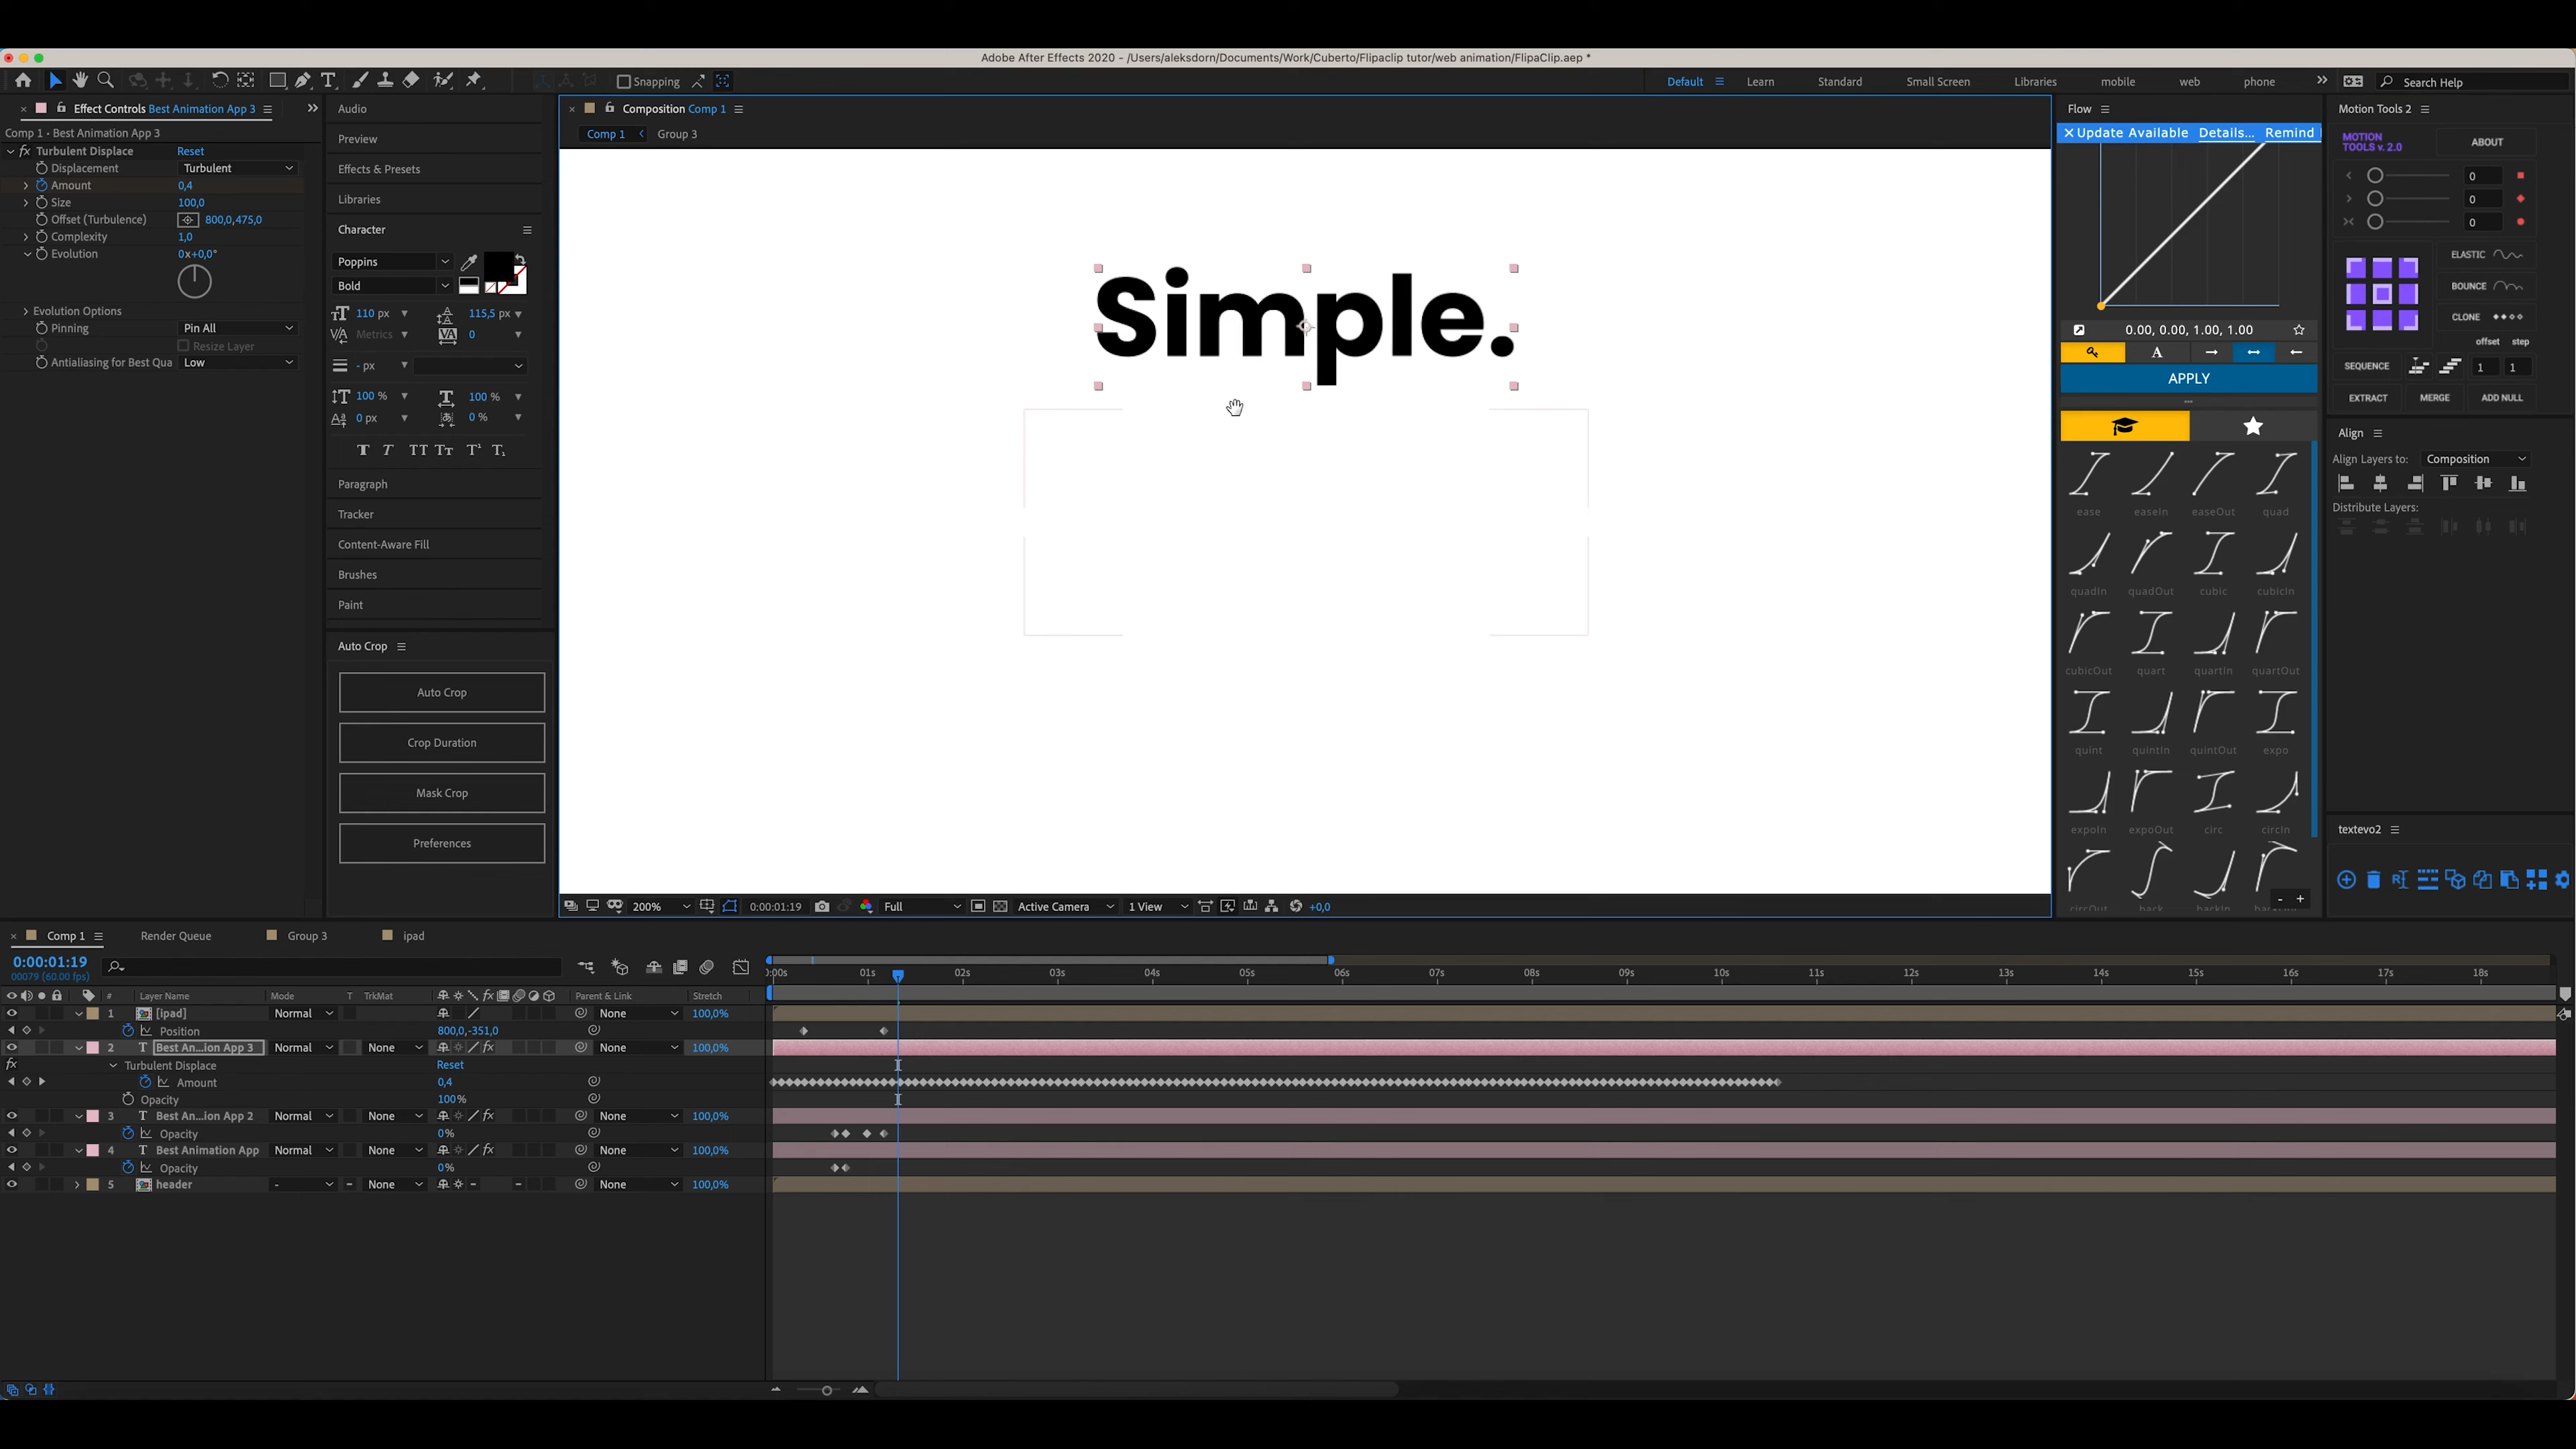 Adobe After Effects 2020 - /Users/aleksdorn/Documents/Work/Cuberto/Flipaclip tutor/web animation/FlipaClip.aep *
Snapping
Default Learn Standard Small Screen Libraries mobile web phone Search Help
Effect Controls Best Animation App 3
Comp 1 • Best Animation App 3
fx Turbulent Displace Reset
Displacement Turbulent
Amount 0,4
Size 100,0
Offset (Turbulence) 800,0,475,0
Complexity 1,0
Evolution 0x+0,0°
Evolution Options
Pinning Pin All
Resize Layer
Antialiasing for Best Qua Low
Audio
Preview
Effects & Presets
Libraries
Character
Poppins
Bold
110 px 115,5 px
Metrics 0
- px
100 % 100 %
0 px 0 %
Paragraph
Tracker
Content-Aware Fill
Brushes
Paint
Auto Crop
Auto Crop
Crop Duration
Mask Crop
Preferences
Composition Comp 1
Comp 1 Group 3
Simple.
200% 0:00:01:19 Full Active Camera 1 View +0,0
Flow
Update Available Details... Remind
0.00, 0.00, 1.00, 1.00
A
APPLY
ease easeIn easeOut quad
quadIn quadOut cubic cubicIn
cubicOut quart quartIn quartOut
quint quintIn quintOut expo
expoIn expoOut circ circIn
circOut back backIn
- +
Motion Tools 2
MOTION TOOLS v. 2.0 ABOUT
0
0
0
ELASTIC
BOUNCE
CLONE
offset step
SEQUENCE 1 1
EXTRACT MERGE ADD NULL
Align
Align Layers to: Composition
Distribute Layers:
textevo2
Comp 1 Render Queue Group 3 ipad
0:00:01:19
00079 (60.00 fps)
:00s 01s 02s 03s 04s 05s 06s 07s 08s 09s 10s 11s 12s 13s 14s 15s 16s 17s 18s
# Layer Name Mode T TrkMat Parent & Link Stretch
1 [ipad] Normal None 100,0%
Position 800,0,-351,0
2 T Best An...ion App 3 Normal None fx None 100,0%
fx Turbulent Displace Reset
Amount 0,4
Opacity 100%
3 T Best An...ion App 2 Normal None fx None 100,0%
Opacity 0%
4 T Best Animation App Normal None fx None 100,0%
Opacity 0%
5 header - None None 100,0%